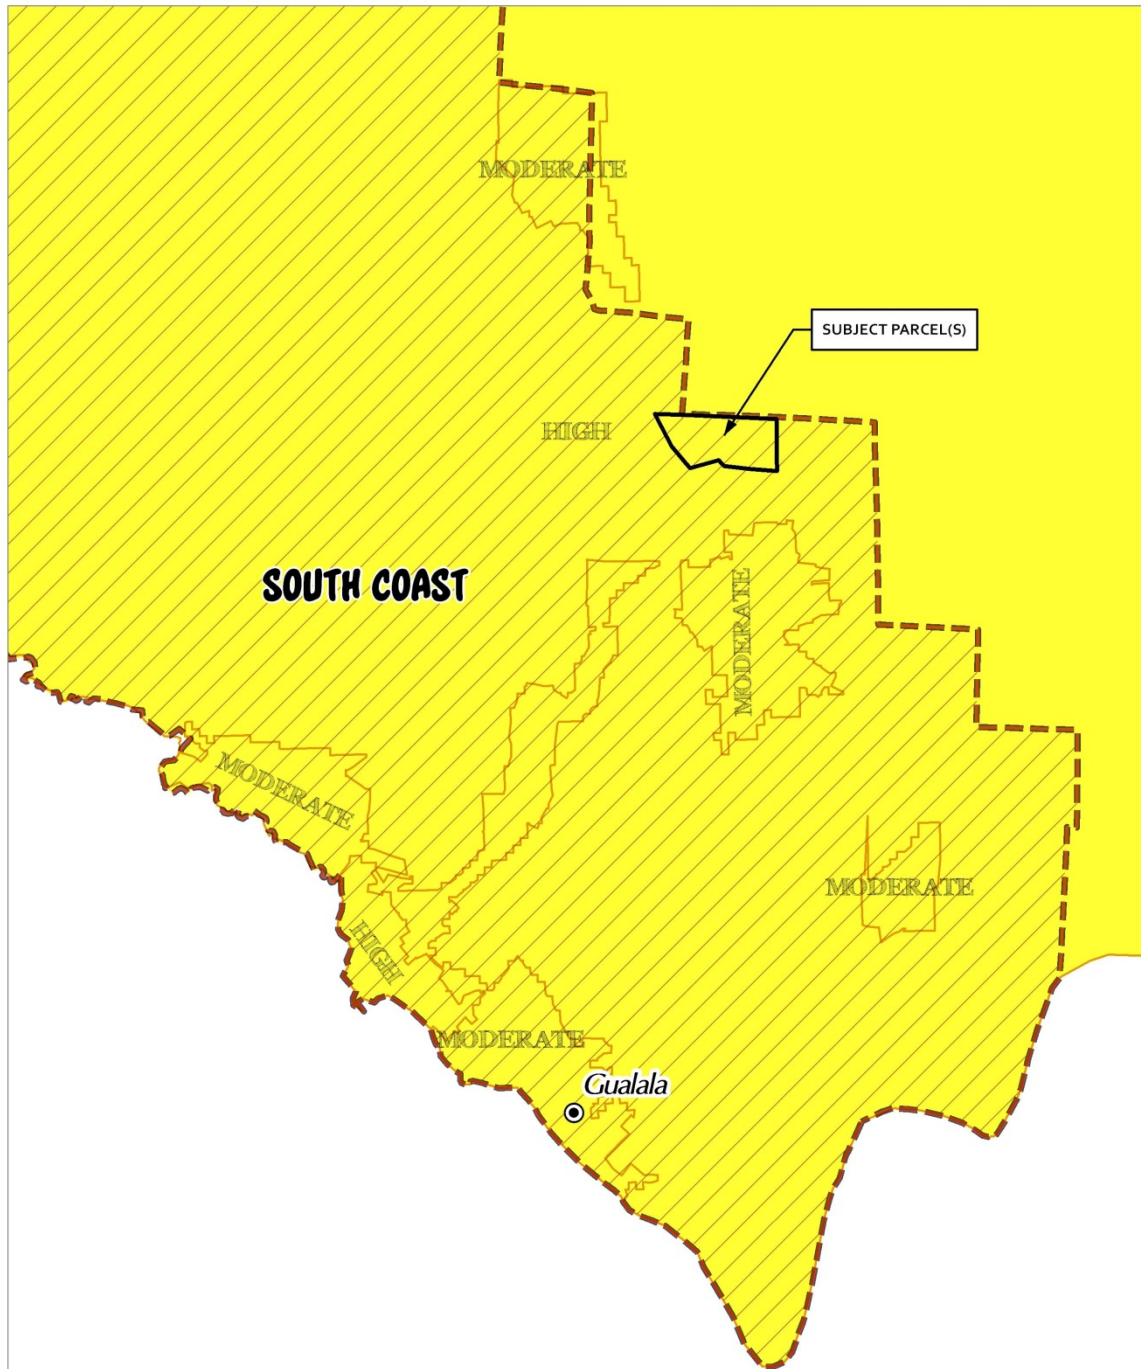 MODERATE
SUBJECT PARCEL(S)
HIGH
SOUTH COAST
MODERATE
MODERATE
MODERATE
HIGH
MODERATE
Gualala